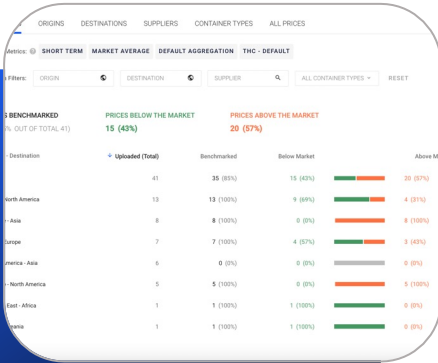 ORIGINS DESTINATIONS SUPPLIERS CONTAINER TYPES ALL PRICES
Metrics: SHORT TERM MARKET AVERAGE DEFAULT AGGREGATION THC - DEFAULT
Filters: ORIGIN DESTINATION SUPPLIER ALL CONTAINER TYPES RESET
BENCHMARKED PRICES BELOW THE MARKET PRICES ABOVE THE MARKET
OUT OF TOTAL 41) 15 (43%) 20 (57%)
- Destination Uploaded (Total) Benchmarked Below Market Above M
41 35 (85%) 15 (43%) 20 (57%)
North America 13 13 (100%) 9 (69%) 4 (31%)
- Asia 8 8 (100%) 0 (0%) 8 (100%)
Europe 7 7 (100%) 4 (57%) 3 (43%)
America - Asia 6 0 (0%) 0 (0%) 0 (0%)
- North America 5 5 (100%) 0 (0%) 5 (100%)
East - Africa 1 1 (100%) 1 (100%) 0 (0%)
1 1 (100%) 1 (100%) 0 (0%)